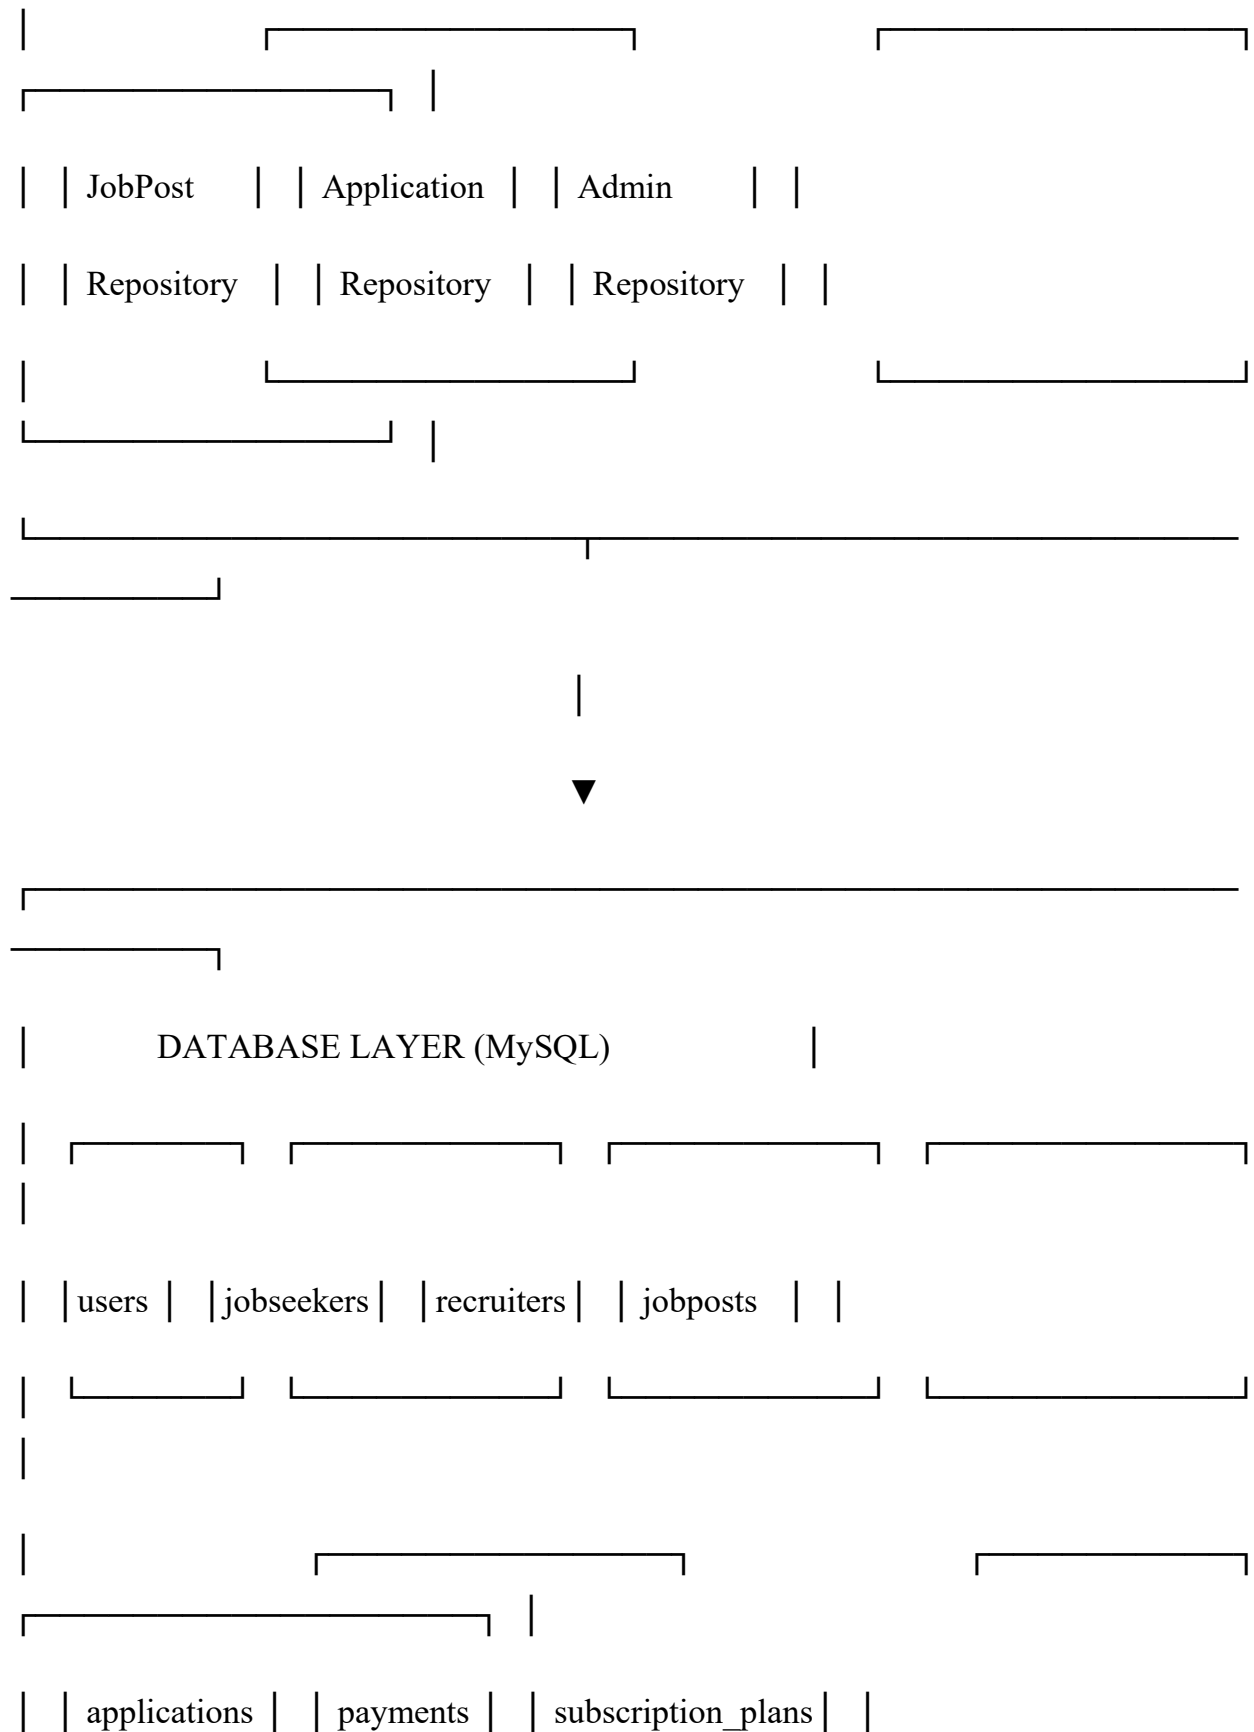 JobPost Application Admin
Repository Repository Repository
▼
DATABASE LAYER (MySQL)
users jobseekers recruiters jobposts
applications payments subscription_plans